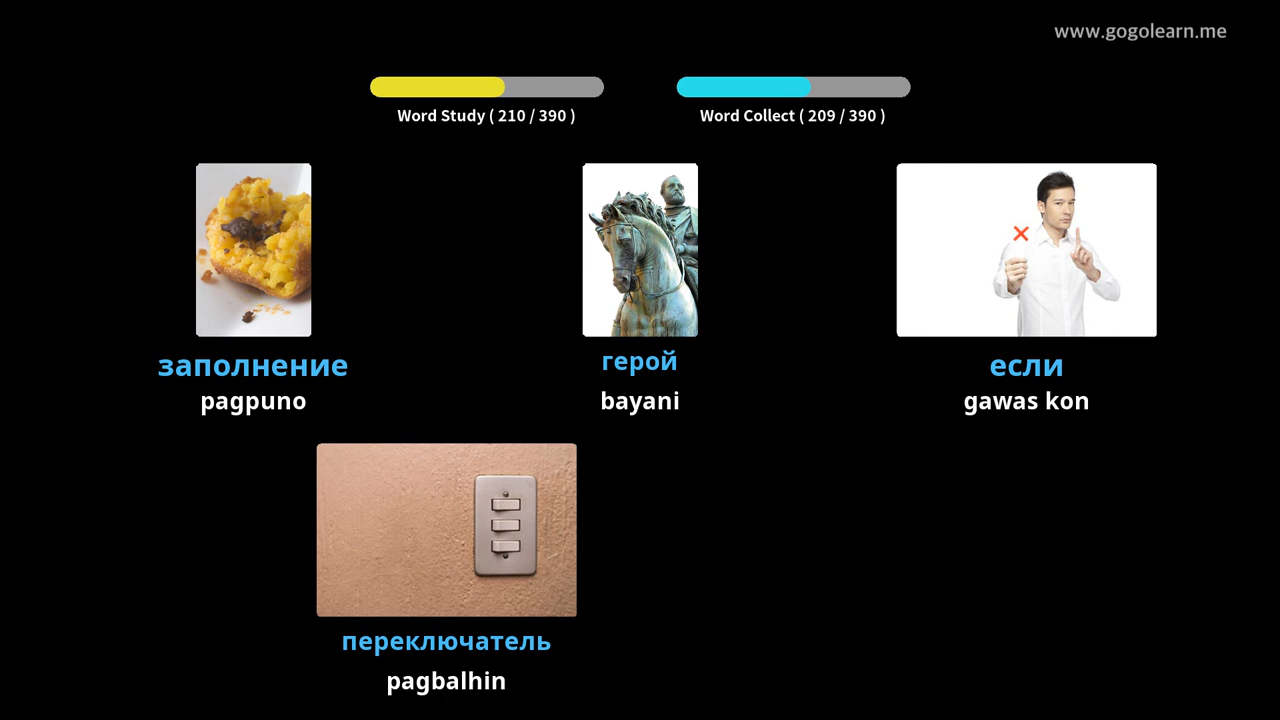 www.gogolearn.me
Word Study ( 210 / 390 )
Word Collect ( 209 / 390 )
заполнение
pagpuno
герой
bayani
если
gawas kon
переключатель
pagbalhin